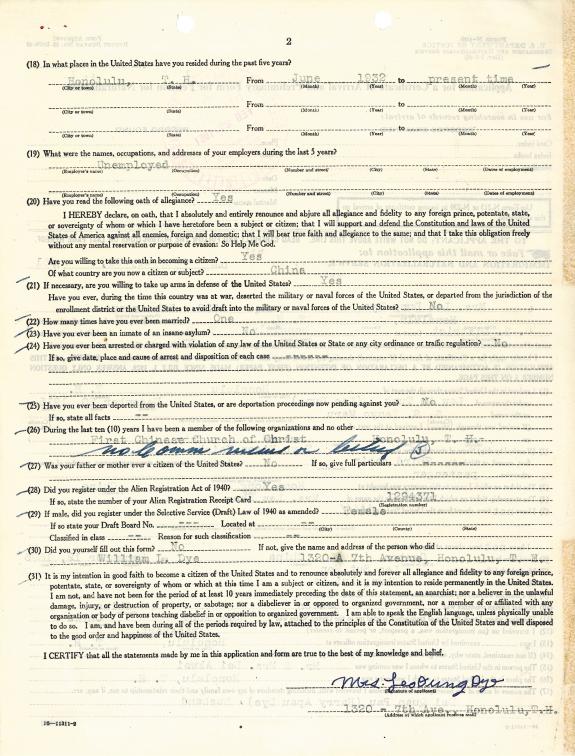 2
(18) In what places in the United States have you resided during the past five years?
Honolulu, T. H. From June 1932 to present time
(City or town) (State) (Month) (Year) (Month) (Year)
From to
(City or town) (State) (Month) (Year) (Month) (Year)
From to
(City or town) (State) (Month) (Year) (Month) (Year)
(19) What were the names, occupations, and addresses of your employers during the last 5 years?
Unemployed
(Employer's name) (Occupation) (Number and street) (City) (State) (Dates of employment)
(Employer's name) (Occupation) (Number and street) (City) (State) (Dates of employment)
(20) Have you read the following oath of allegiance? Yes
I HEREBY declare, on oath, that I absolutely and entirely renounce and abjure all allegiance and fidelity to any foreign prince, potentate, state,
or sovereignty of whom or which I have heretofore been a subject or citizen; that I will support and defend the Constitution and laws of the
United States of America against all enemies, foreign and domestic; that I will bear true faith and allegiance to the same; and that I take this obligation freely
without any mental reservation or purpose of evasion: So Help Me God.
Are you willing to take this oath in becoming a citizen? Yes
Of what country are you now a citizen or subject? China
(21) If necessary, are you willing to take up arms in defense of the United States? Yes
Have you ever, during the time this country was at war, deserted the military or naval forces of the United States, or departed from the jurisdiction of the
enrollment district or the United States to avoid draft into the military or navai forces of the United States? No
(22) How many times have you been married? One
(23) Have you ever been an inmate of an insane asylum? No
(24) Have you ever been arrested or charged with violation of any law of the United States or State or any city ordinance or traffic regulation? No
If so, give date, place and cause of arrest and disposition of each case -------
(25) Have you ever been deported from the United States, or are deportation proceedings now pending against you? No
If so, state all facts --
(26) During the last ten (10) years I have been a member of the following organizations and no other
First Chinese Church of Christ Honolulu, T. H.
no Comm
(27) Was your father or mother ever a citizen of the United States? No If so, give full particulars -------
(28) Did you register under the Alien Registration Act of 1940? Yes
If so, state the number of your Alien Registration Receipt Card 1294371
(Registration number)
(29) If male, did you register under the Selective Service (Draft) Law of 1940 as amended? Female
If so state your Draft Board No. --- Located at --
(City) (County) (State)
Classified in class -- Reason for such classification --
(30) Did you yourself fill out this form? No If not, give the name and address of the person who did
William L. Dye 1320-A 7th Avenue, Honolulu, T. H.
(31) It is my intention in good faith to become a citizen of the United States and to renounce absolutely and forever all allegiance and fidelity to any foreign prince,
potentate, state, or sovereignty of whom or which at this time I am a subject or citizen, and it is my intention to reside permanently in the United States.
I am not, and have not been for the period of at least 10 years immediately preceding the date of this statement, an anarchist; nor a believer in the unlawful
damage, injury, or destruction of property, or sabotage; nor a disbeliever in or opposed to organized government, nor a member of or affiliated with any
organization or body of persons teaching disbelief in or opposition to organized government. I am able to speak the English language, unless physically unable
to do so. I am, and have been during all of the periods required by law, attached to the principles of the Constitution of the United States and well disposed
to the good order and happiness of the United States.
I CERTIFY that all the statements made by me in this application and form are true to the best of my knowledge and belief.
Mrs. Leo Oung Dye
(Signature of applicant)
1320 - 7th Ave., Honolulu, T.H.
(Address at which applicant receives mail)
16—11311-2